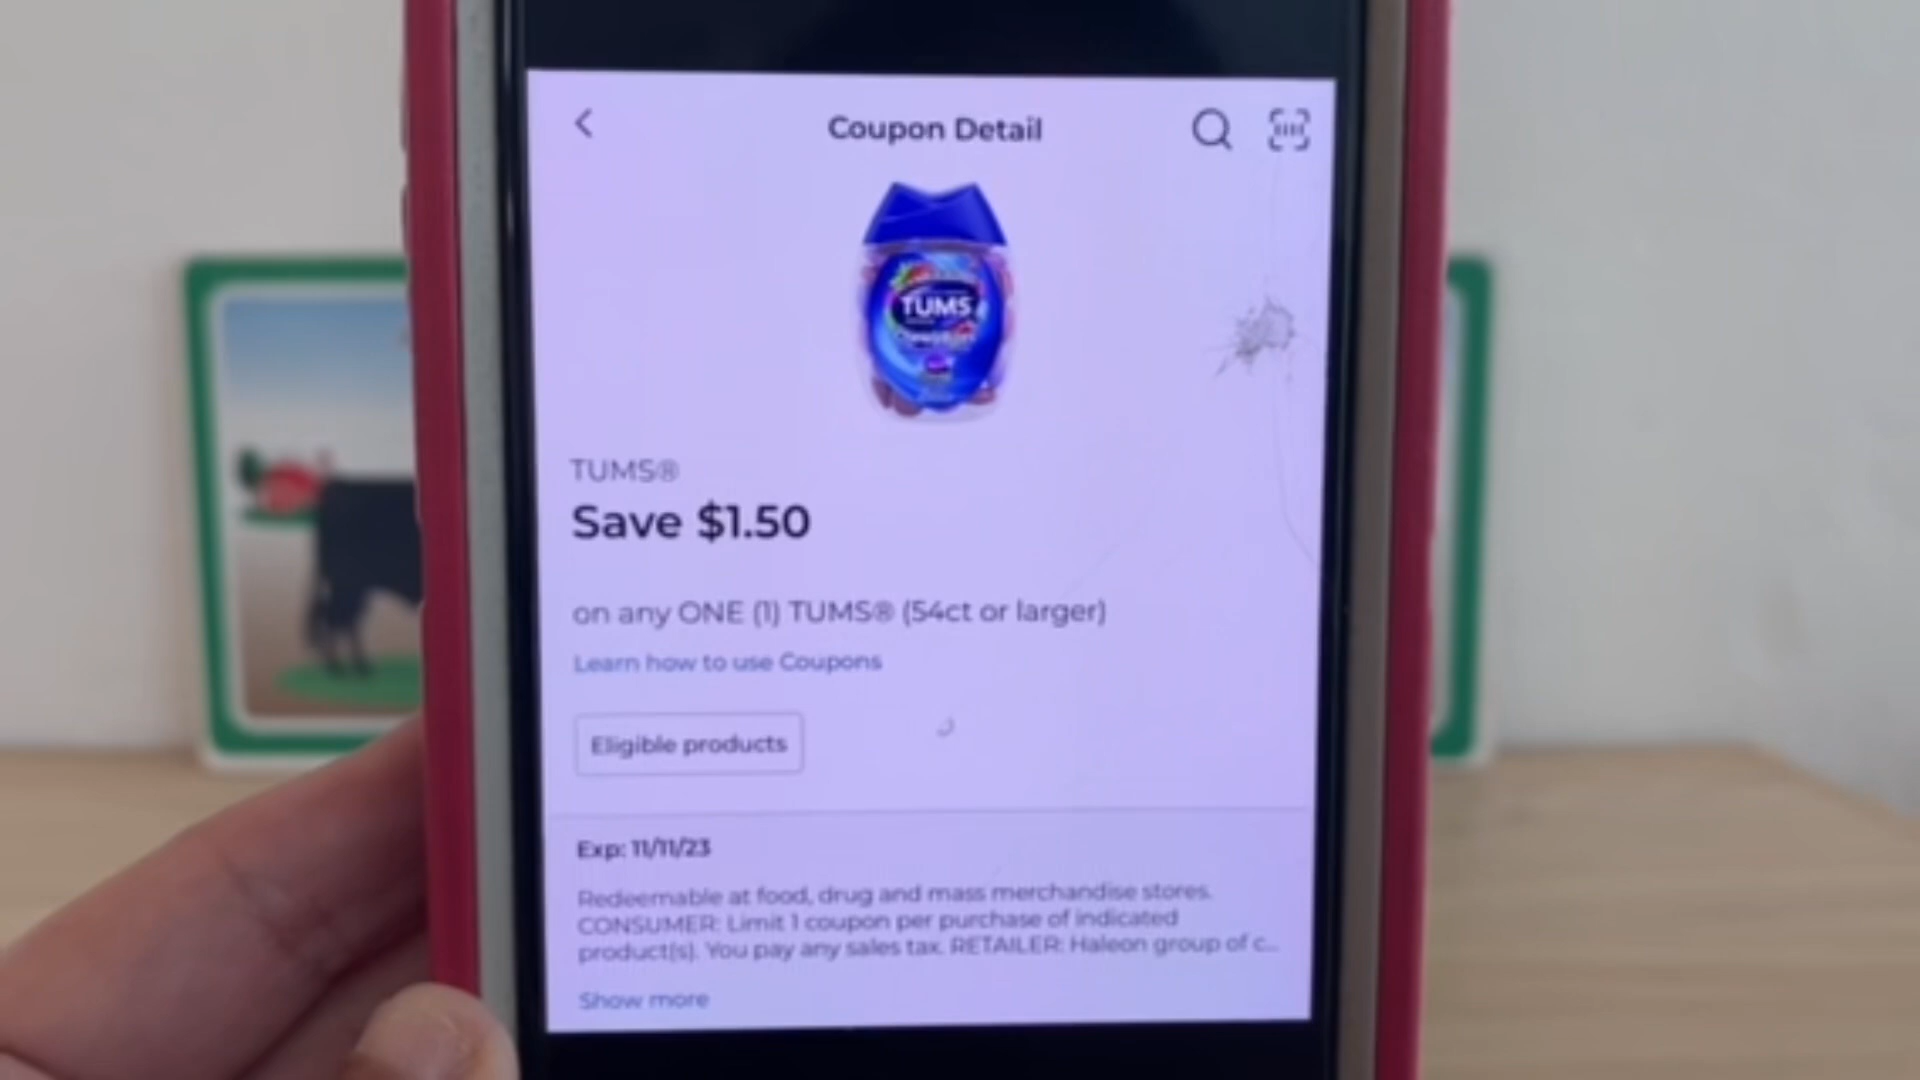 Coupon Detail
TUMS
TUMS®
Save $1.50
on any ONE (1) TUMS® (54ct or larger)
Learn how to use Coupons
Eligible products
Exp: 11/11/23
Redeemable at food, drug and mass merchandise stores.
CONSUMER: Limit 1 coupon per purchase of indicated
product(s). You pay any sales tax. RETAILER: Haleon group of c...
Show more